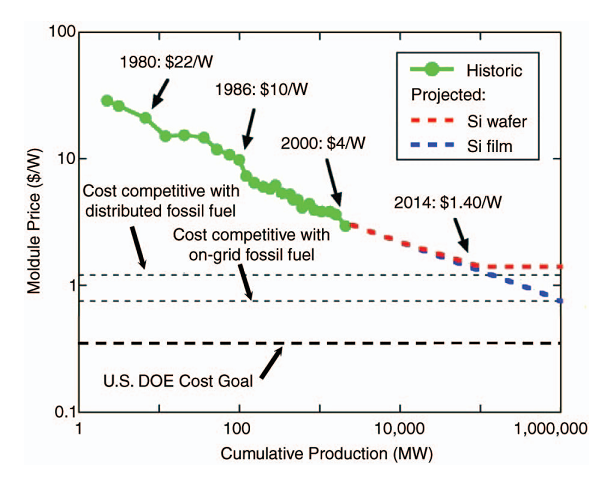 100
10
1
0.1
Moldule Price ($/W)
1980: $22/W
1986: $10/W
2000: $4/W
2014: $1.40/W
Historic
Projected:
Si wafer
Si film
Cost competitive with
distributed fossil fuel
Cost competitive with
on-grid fossil fuel
U.S. DOE Cost Goal
1
100
10,000
1,000,000
Cumulative Production (MW)